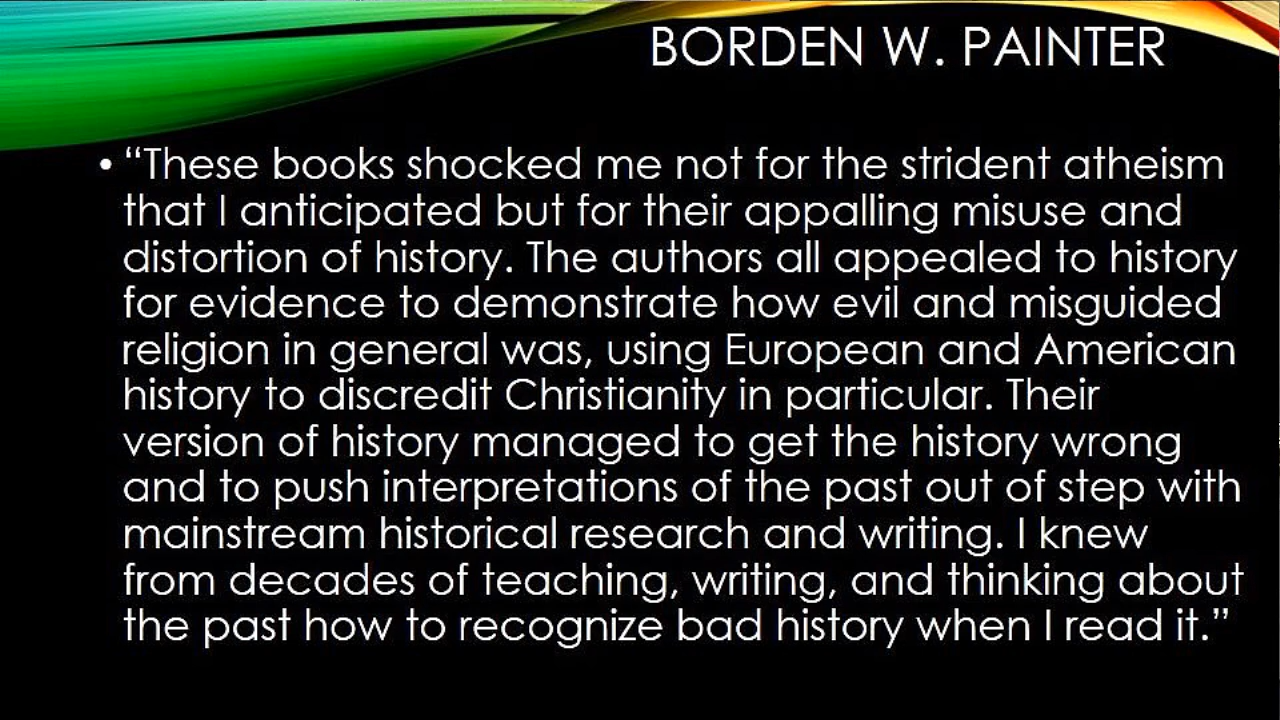 BORDEN W. PAINTER
• “These books shocked me not for the strident atheism
that I anticipated but for their appalling misuse and
distortion of history. The authors all appealed to history
for evidence to demonstrate how evil and misguided
religion in general was, using European and American
history to discredit Christianity in particular. Their
version of history managed to get the history wrong
and to push interpretations of the past out of step with
mainstream historical research and writing. I knew
from decades of teaching, writing, and thinking about
the past how to recognize bad history when I read it.”